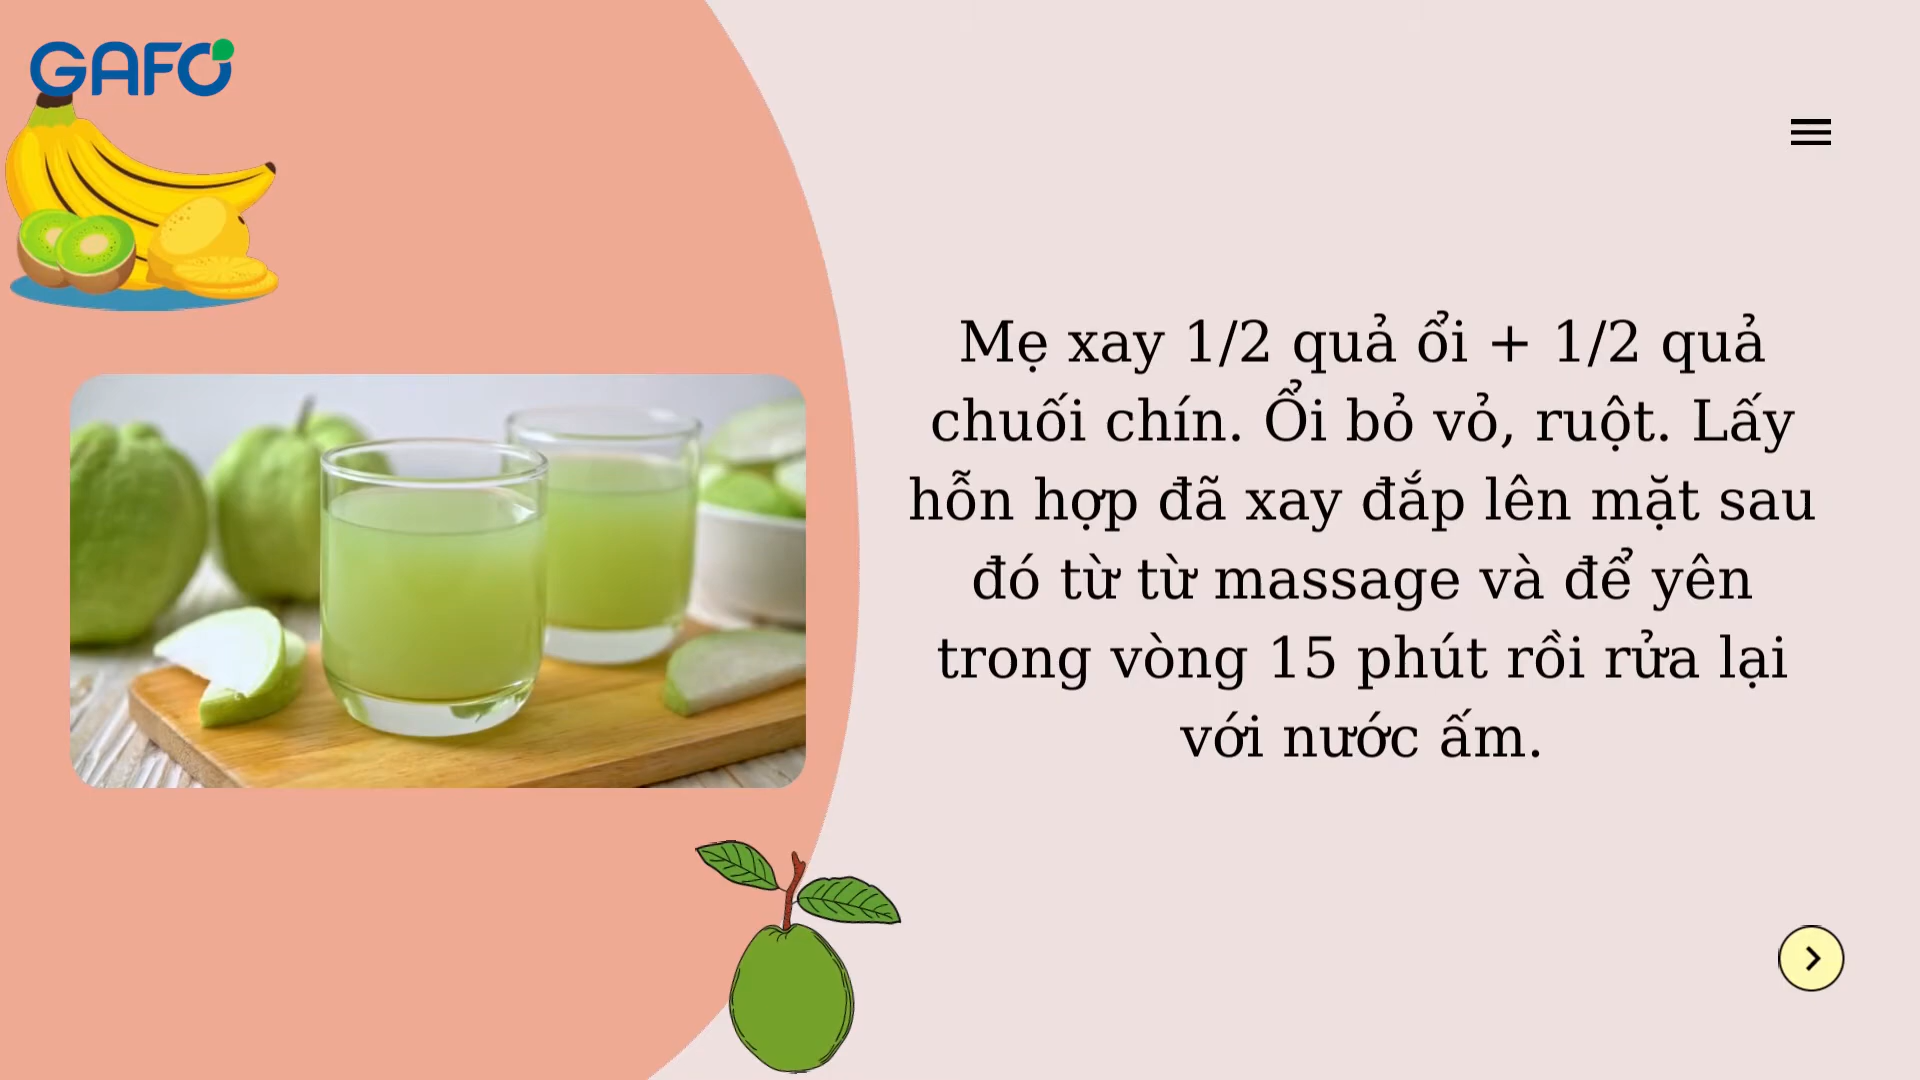 GAFO
Mẹ xay 1/2 quả ổi + 1/2 quả
chuối chín. Ổi bỏ vỏ, ruột. Lấy
hỗn hợp đã xay đắp lên mặt sau
đó từ từ massage và để yên
trong vòng 15 phút rồi rửa lại
với nước ấm.